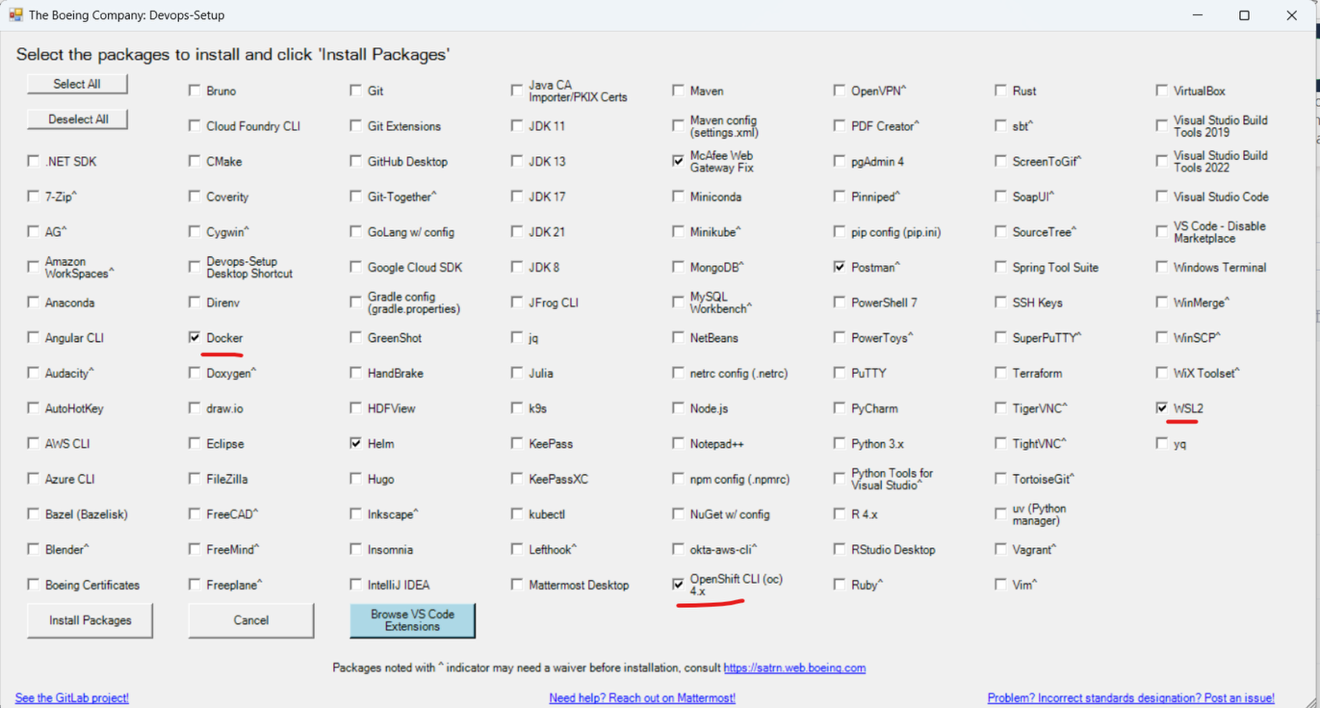 The Boeing Company: Devops-Setup
Select the packages to install and click 'Install Packages'
Select All
Deselect All
.NET SDK
7-Zip^
AG^
Amazon
WorkSpaces^
Anaconda
Angular CLI
Audacity^
AutoHotKey
AWS CLI
Azure CLI
Bazel (Bazelisk)
Blender^
Boeing Certificates
Bruno
Cloud Foundry CLI
CMake
Coverity
Cygwin^
Devops-Setup
Desktop Shortcut
Direnv
Docker
Doxygen^
draw.io
Eclipse
FileZilla
FreeCAD^
FreeMind^
Freeplane^
Git
Git Extensions
GitHub Desktop
Git-Together^
GoLang w/ config
Google Cloud SDK
Gradle config
(gradle.properties)
GreenShot
HandBrake
HDFView
Helm
Hugo
Inkscape^
Insomnia
IntelliJ IDEA
Java CA
Importer/PKIX Certs
JDK 11
JDK 13
JDK 17
JDK 21
JDK 8
JFrog CLI
jq
Julia
k9s
KeePass
KeePassXC
kubectl
Lefthook^
Mattermost Desktop
Maven
Maven config
(settings.xml)
McAfee Web
Gateway Fix
Miniconda
Minikube^
MongoDB^
MySQL
Workbench^
NetBeans
netrc config (.netrc)
Node.js
Notepad++
npm config (.npmrc)
NuGet w/ config
okta-aws-cli^
OpenShift CLI (oc)
4.x
OpenVPN^
PDF Creator^
pgAdmin 4
Pinniped^
pip config (pip.ini)
Postman^
PowerShell 7
PowerToys^
PuTTY
PyCharm
Python 3.x
Python Tools for
Visual Studio^
R 4.x
RStudio Desktop
Ruby^
Rust
sbt^
ScreenToGif^
SoapUI^
SourceTree^
Spring Tool Suite
SSH Keys
SuperPuTTY^
Terraform
TigerVNC^
TightVNC^
TortoiseGit^
uv (Python
manager)
Vagrant^
Vim^
VirtualBox
Visual Studio Build
Tools 2019
Visual Studio Build
Tools 2022
Visual Studio Code
VS Code - Disable
Marketplace
Windows Terminal
WinMerge^
WinSCP^
WiX Toolset^
WSL2
yq
Install Packages
Cancel
Browse VS Code
Extensions
Packages noted with ^ indicator may need a waiver before installation, consult https://satrn.web.boeing.com
See the GitLab project!
Need help? Reach out on Mattermost!
Problem? Incorrect standards designation? Post an issue!